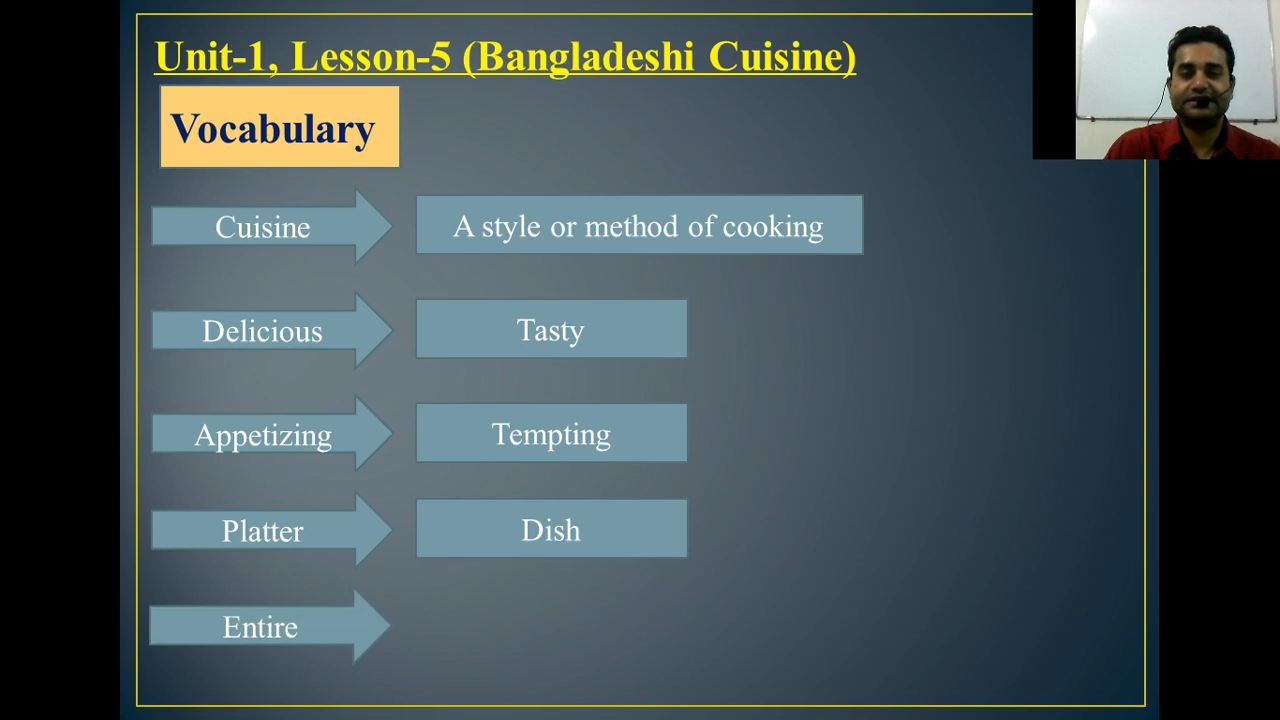 Unit-1, Lesson-5 (Bangladeshi Cuisine)
Vocabulary
Cuisine
A style or method of cooking
Delicious
Tasty
Appetizing
Tempting
Platter
Dish
Entire